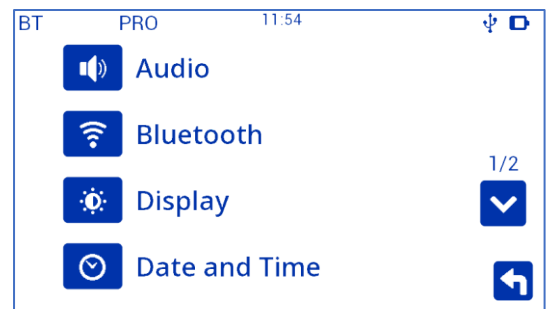 BT PRO 11:54
Audio
Bluetooth
1/2
Display
Date and Time